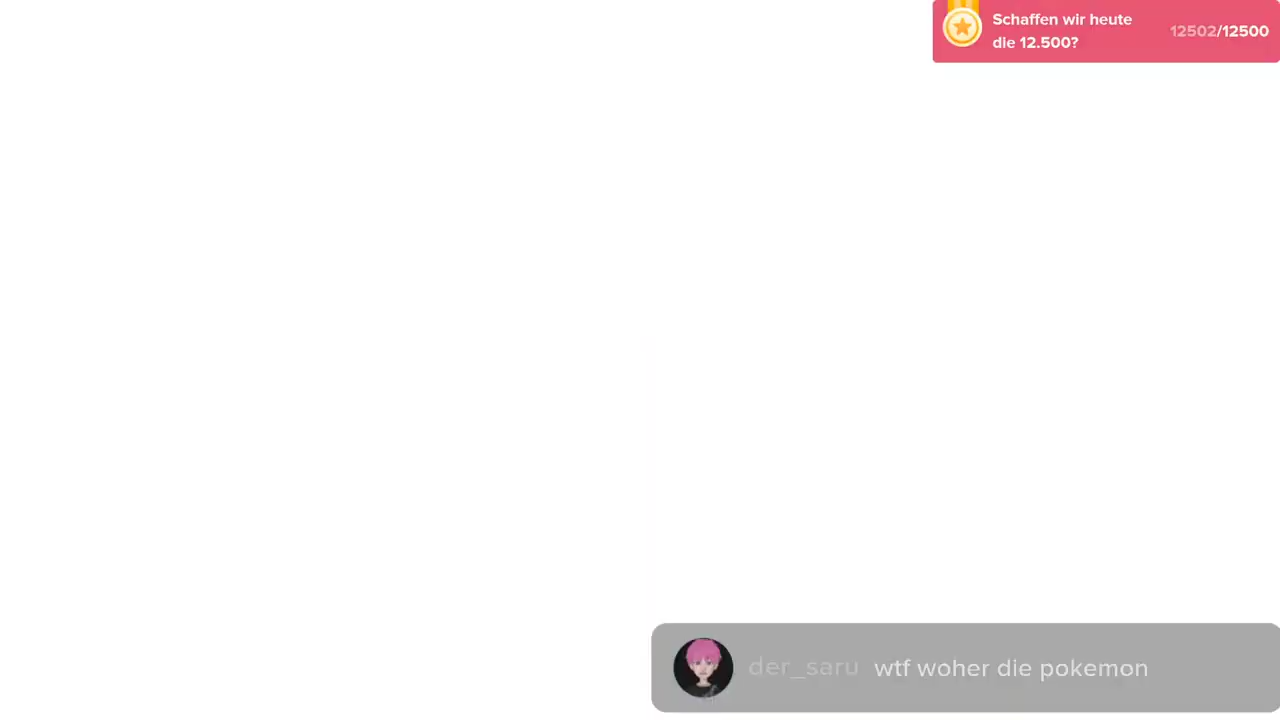 Schaffen wir heute
die 12.500?
12502/12500
der_saru wtf woher die pokemon